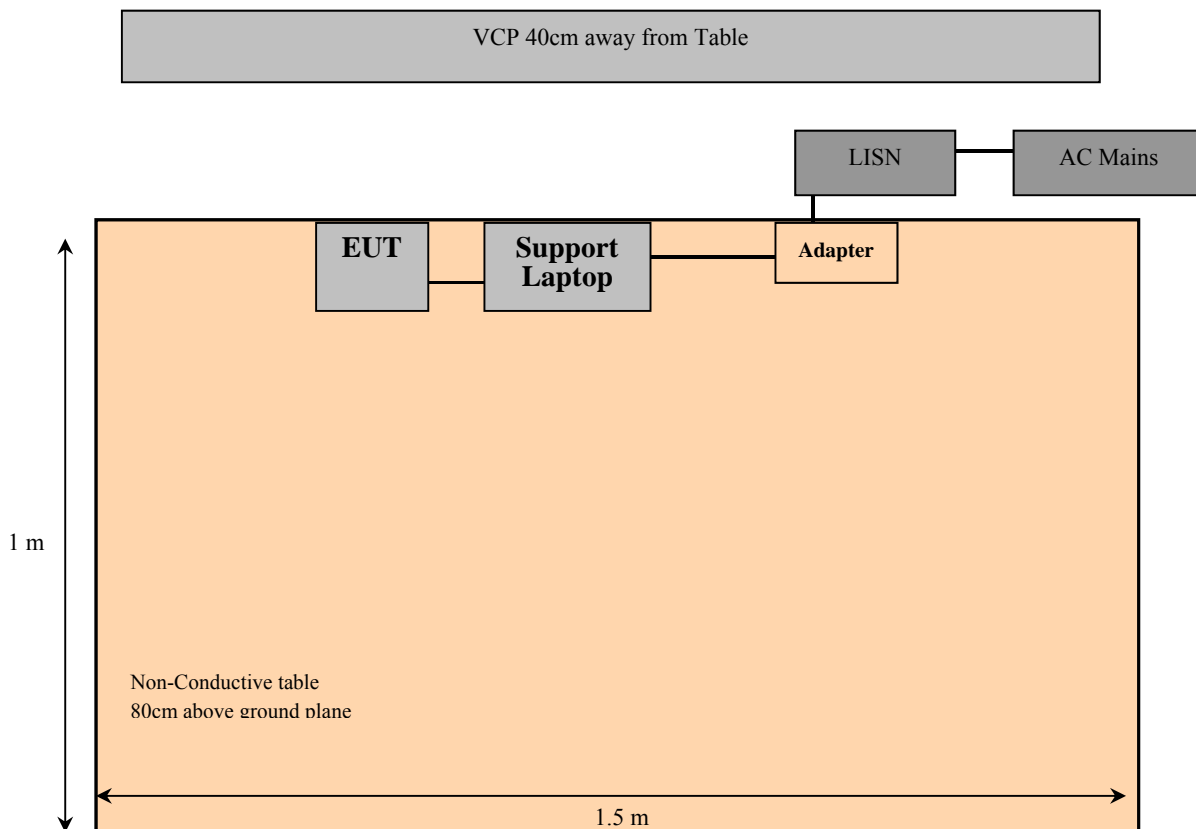 VCP 40cm away from Table
LISN
AC Mains
EUT
Support
Laptop
Adapter
1 m
Non-Conductive table
80cm above ground plane
1.5 m